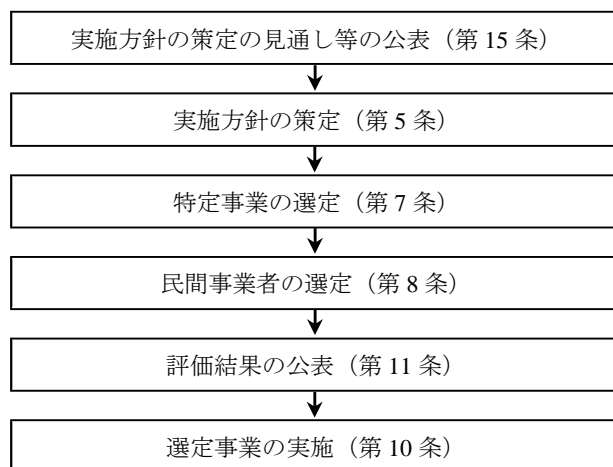 実施方針の策定の見通し等の公表（第 15 条）
実施方針の策定（第 5 条）
特定事業の選定（第 7 条）
民間事業者の選定（第 8 条）
評価結果の公表（第 11 条）
選定事業の実施（第 10 条）